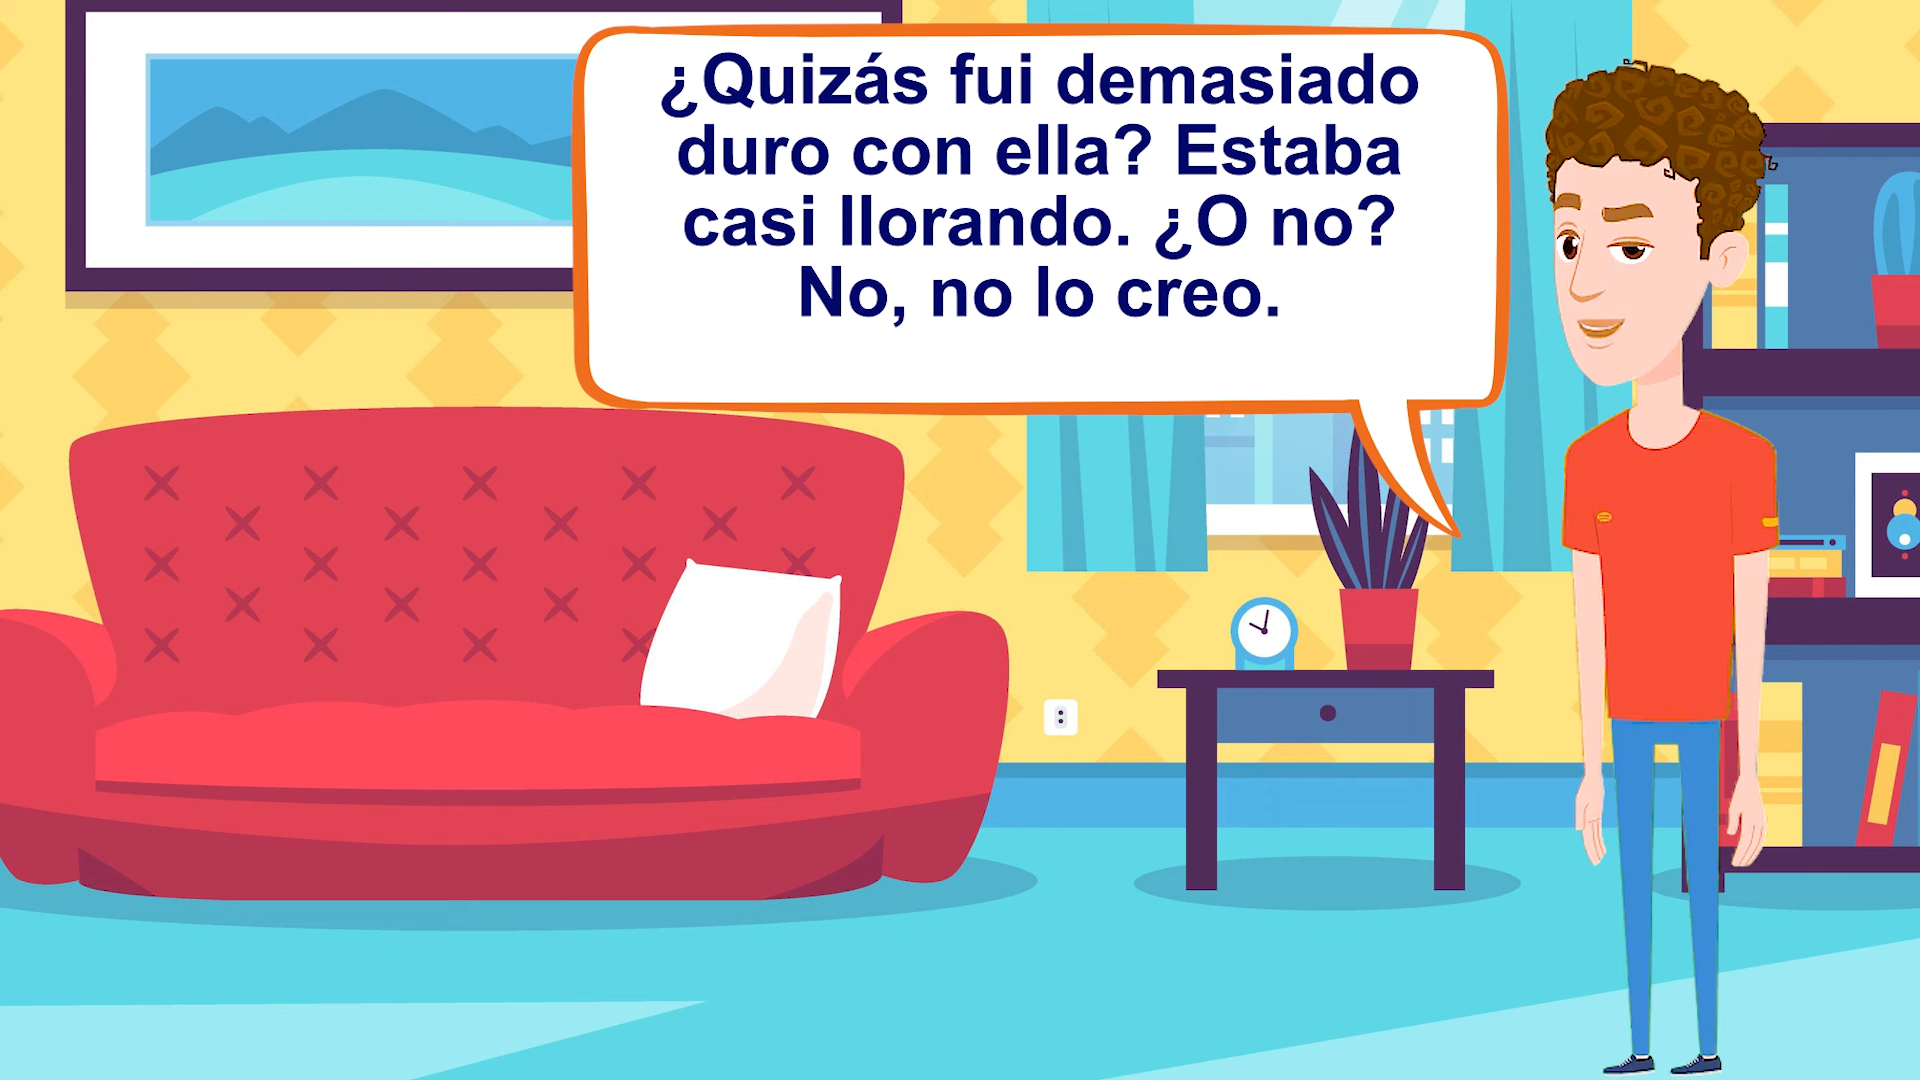 ¿Quizás fui demasiado
duro con ella? Estaba
casi llorando. ¿O no?
No, no lo creo.